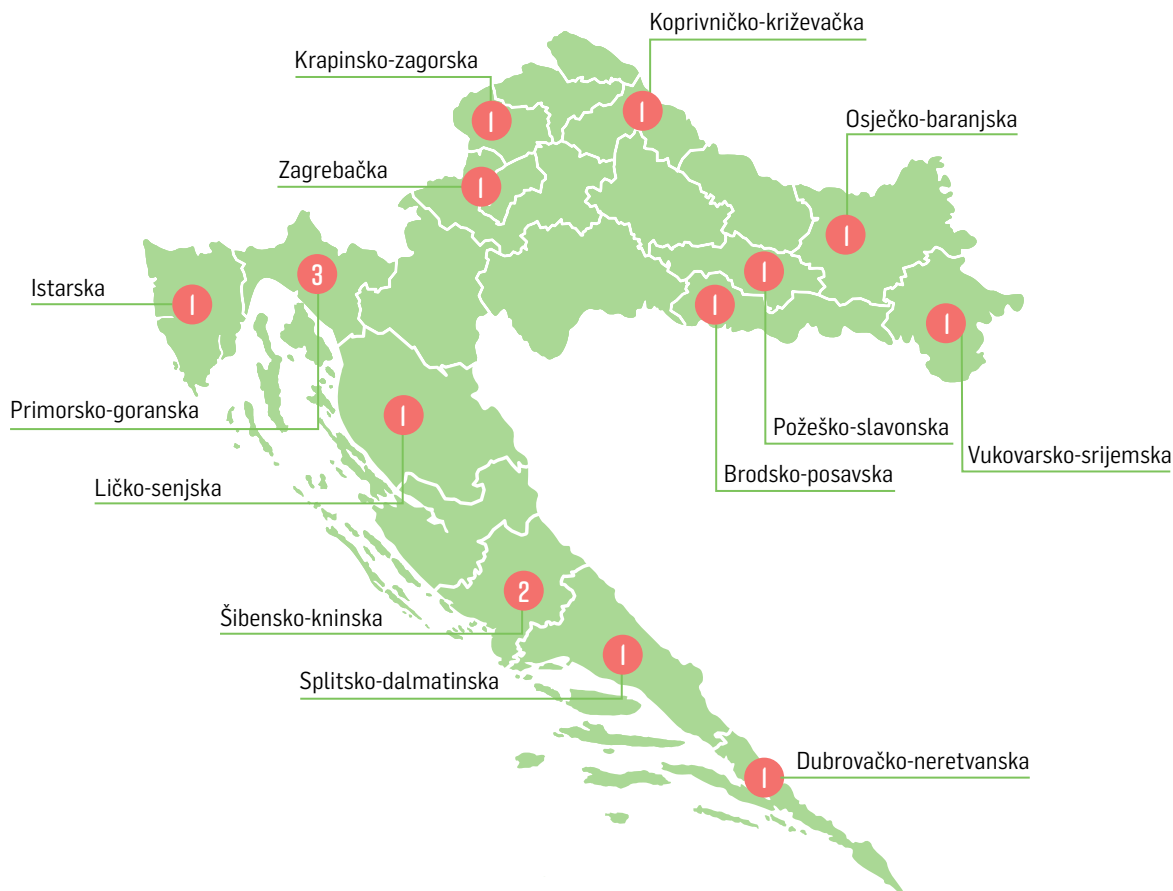 Koprivničko-križevačka
Krapinsko-zagorska
1
1
Osječko-baranjska
Zagrebačka
1
1
Istarska
1
3
1
1
1
Primorsko-goranska
1
Požeško-slavonska
Vukovarsko-srijemska
Brodsko-posavska
Ličko-senjska
2
Šibensko-kninska
1
Splitsko-dalmatinska
Dubrovačko-neretvanska
1